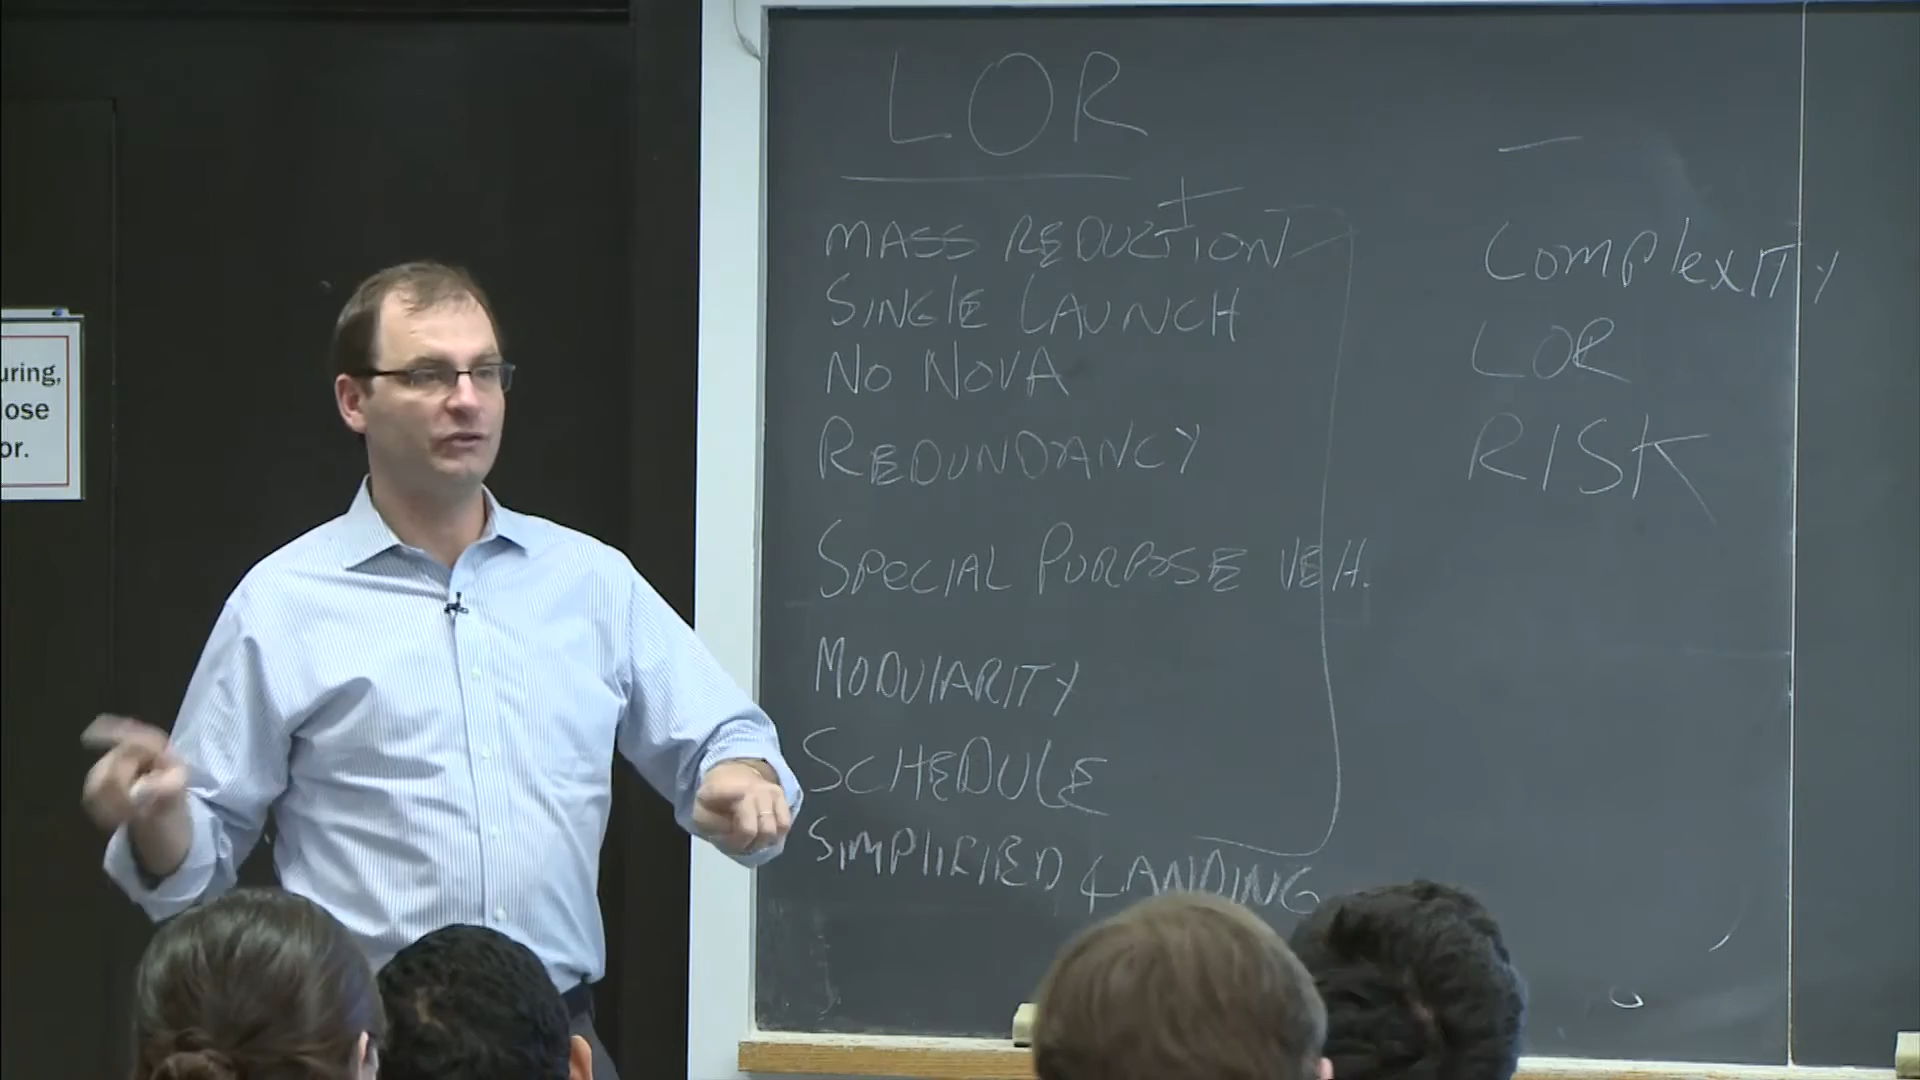 uring,
lose
or.
LOR
+
MASS REDUCTION
SINGLE LAUNCH
NO NOVA
REDUNDANCY
SPECIAL PURPOSE VEH.
MODULARITY
SCHEDULE
SIMPLIFIED LANDING
—
COMPlEXITY
LOR
RISK